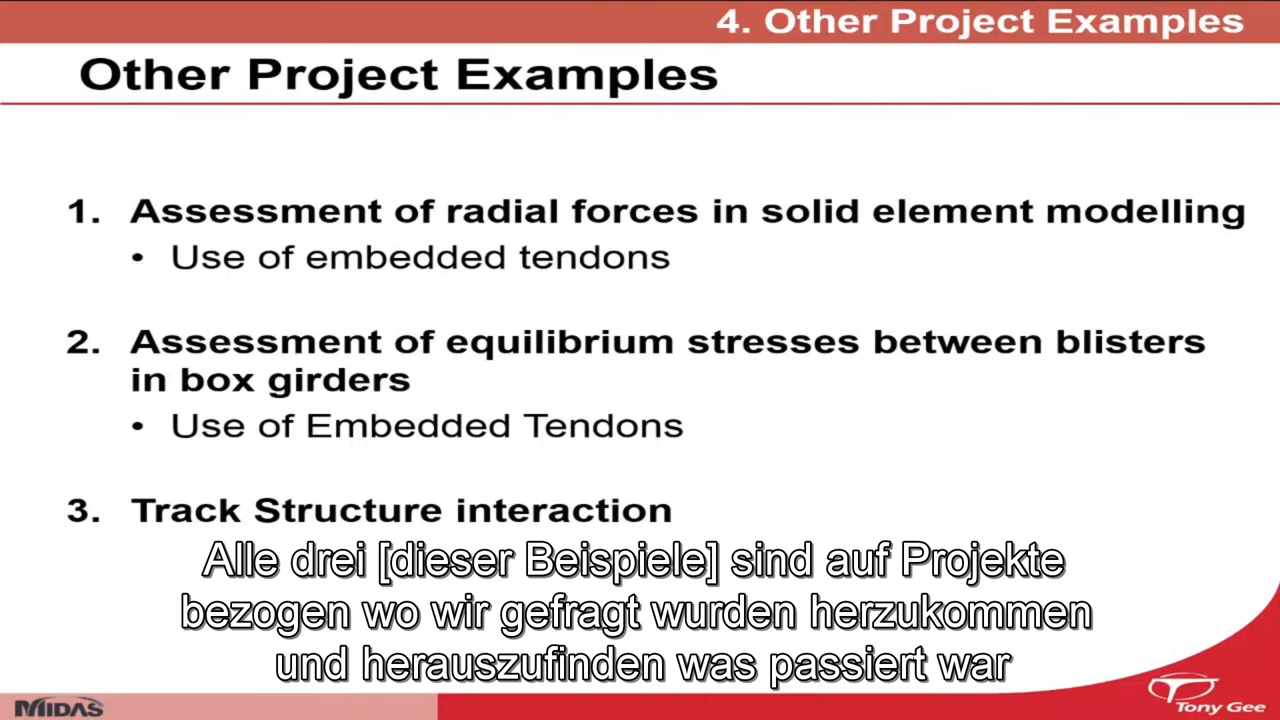 4. Other Project Examples
Other Project Examples
1. Assessment of radial forces in solid element modelling
• Use of embedded tendons
2. Assessment of equilibrium stresses between blisters
in box girders
• Use of Embedded Tendons
3. Track Structure interaction
Alle drei [dieser Beispiele] sind auf Projekte
bezogen wo wir gefragt wurden herzukommen
und herauszufinden was passiert war
MIDAS
Tony Gee